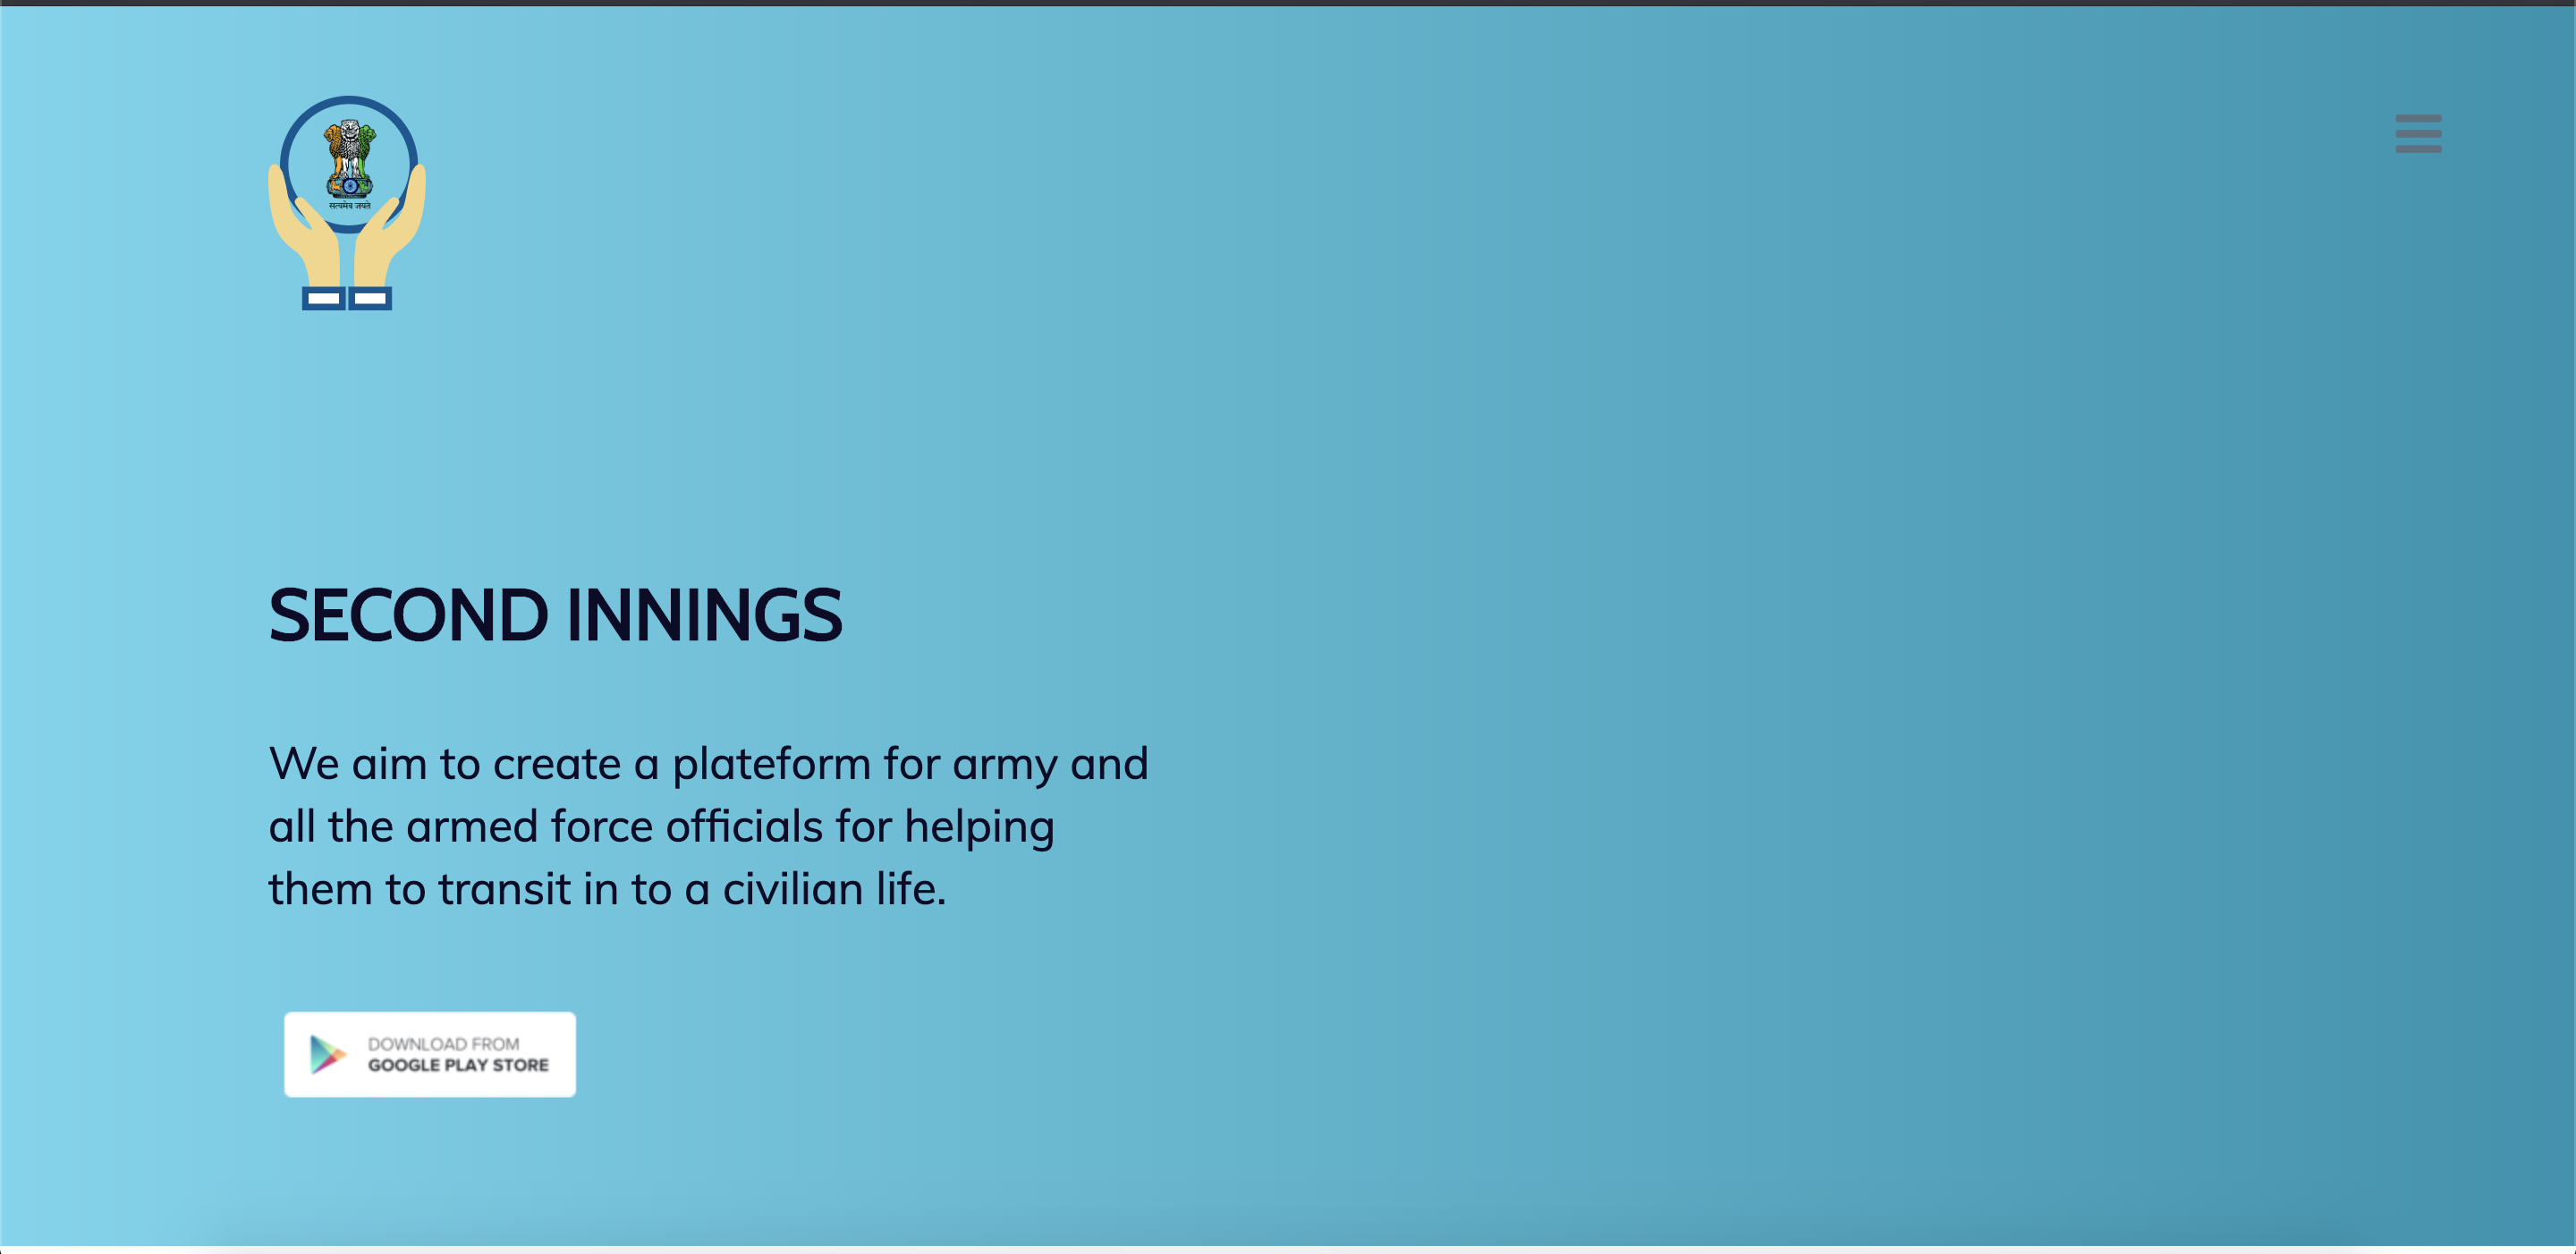 सत्यमेव जयते
SECOND INNINGS
We aim to create a plateform for army and
all the armed force officials for helping
them to transit in to a civilian life.
DOWNLOAD FROM
GOOGLE PLAY STORE